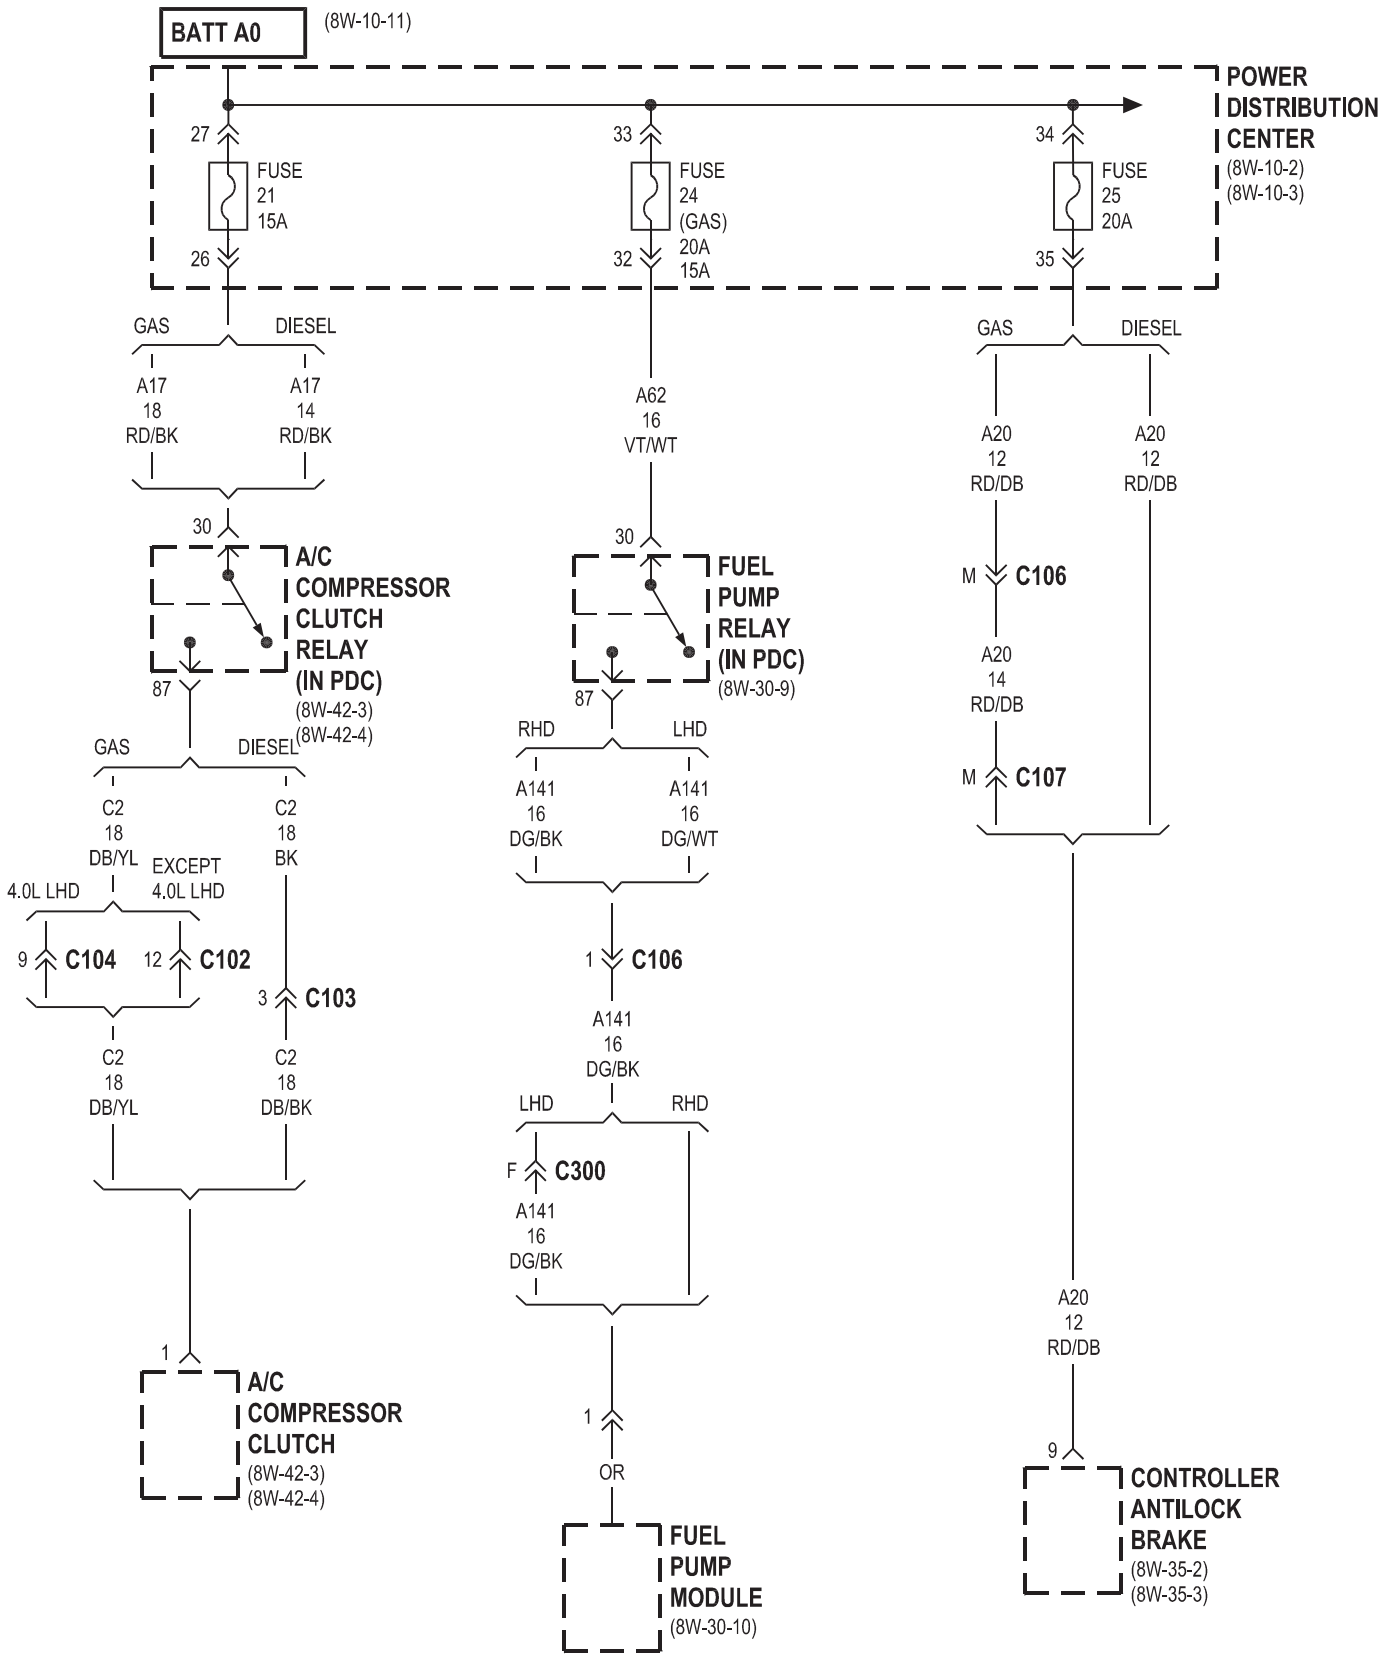 BATT A0
(8W-10-11)
POWER
DISTRIBUTION
CENTER
(8W-10-2)
(8W-10-3)
27
FUSE
21
15A
26
33
FUSE
24
(GAS)
20A
15A
32
34
FUSE
25
20A
35
GAS
DIESEL
A17
18
RD/BK
A17
14
RD/BK
30
A/C
COMPRESSOR
CLUTCH
RELAY
(IN PDC)
(8W-42-3)
(8W-42-4)
87
GAS
DIESEL
C2
18
DB/YL
C2
18
BK
4.0L LHD
EXCEPT
4.0L LHD
9
C104
12
C102
3
C103
C2
18
DB/YL
C2
18
DB/BK
1
A/C
COMPRESSOR
CLUTCH
(8W-42-3)
(8W-42-4)
A62
16
VT/WT
30
FUEL
PUMP
RELAY
(IN PDC)
(8W-30-9)
87
RHD
LHD
A141
16
DG/BK
A141
16
DG/WT
1
C106
A141
16
DG/BK
LHD
RHD
F
C300
A141
16
DG/BK
1
OR
FUEL
PUMP
MODULE
(8W-30-10)
GAS
DIESEL
A20
12
RD/DB
A20
12
RD/DB
M
C106
A20
14
RD/DB
M
C107
A20
12
RD/DB
9
CONTROLLER
ANTILOCK
BRAKE
(8W-35-2)
(8W-35-3)